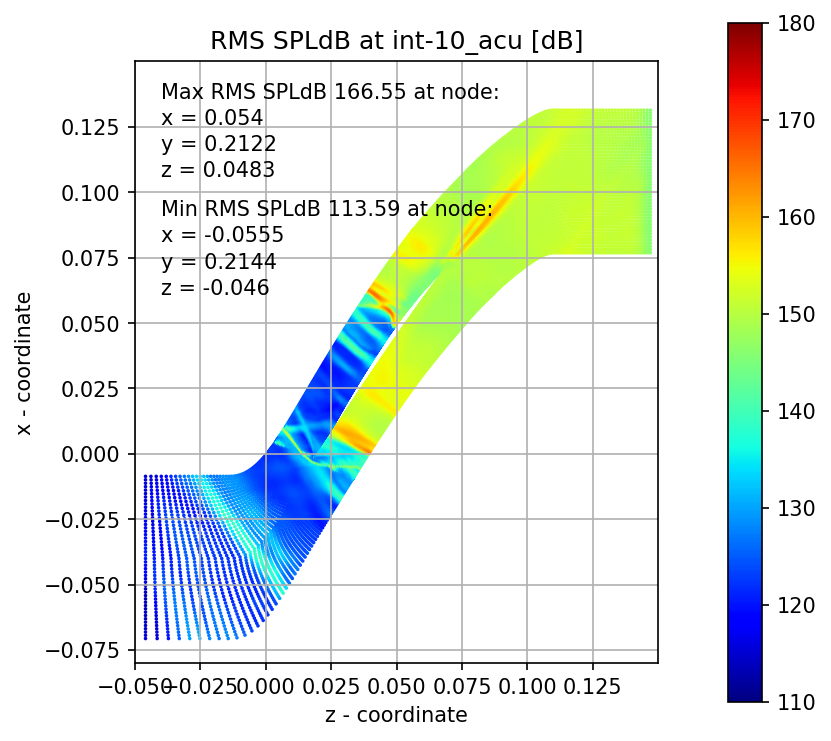 RMS SPLdB at int-10_acu [dB]
Max RMS SPLdB 166.55 at node:
x = 0.054
y = 0.2122
z = 0.0483
Min RMS SPLdB 113.59 at node:
x = -0.0555
y = 0.2144
z = -0.046
x - coordinate
0.125
0.100
0.075
0.050
0.025
0.000
−0.025
−0.050
−0.075
−0.050
−0.025
0.000
0.025
0.050
0.075
0.100
0.125
z - coordinate
180
170
160
150
140
130
120
110